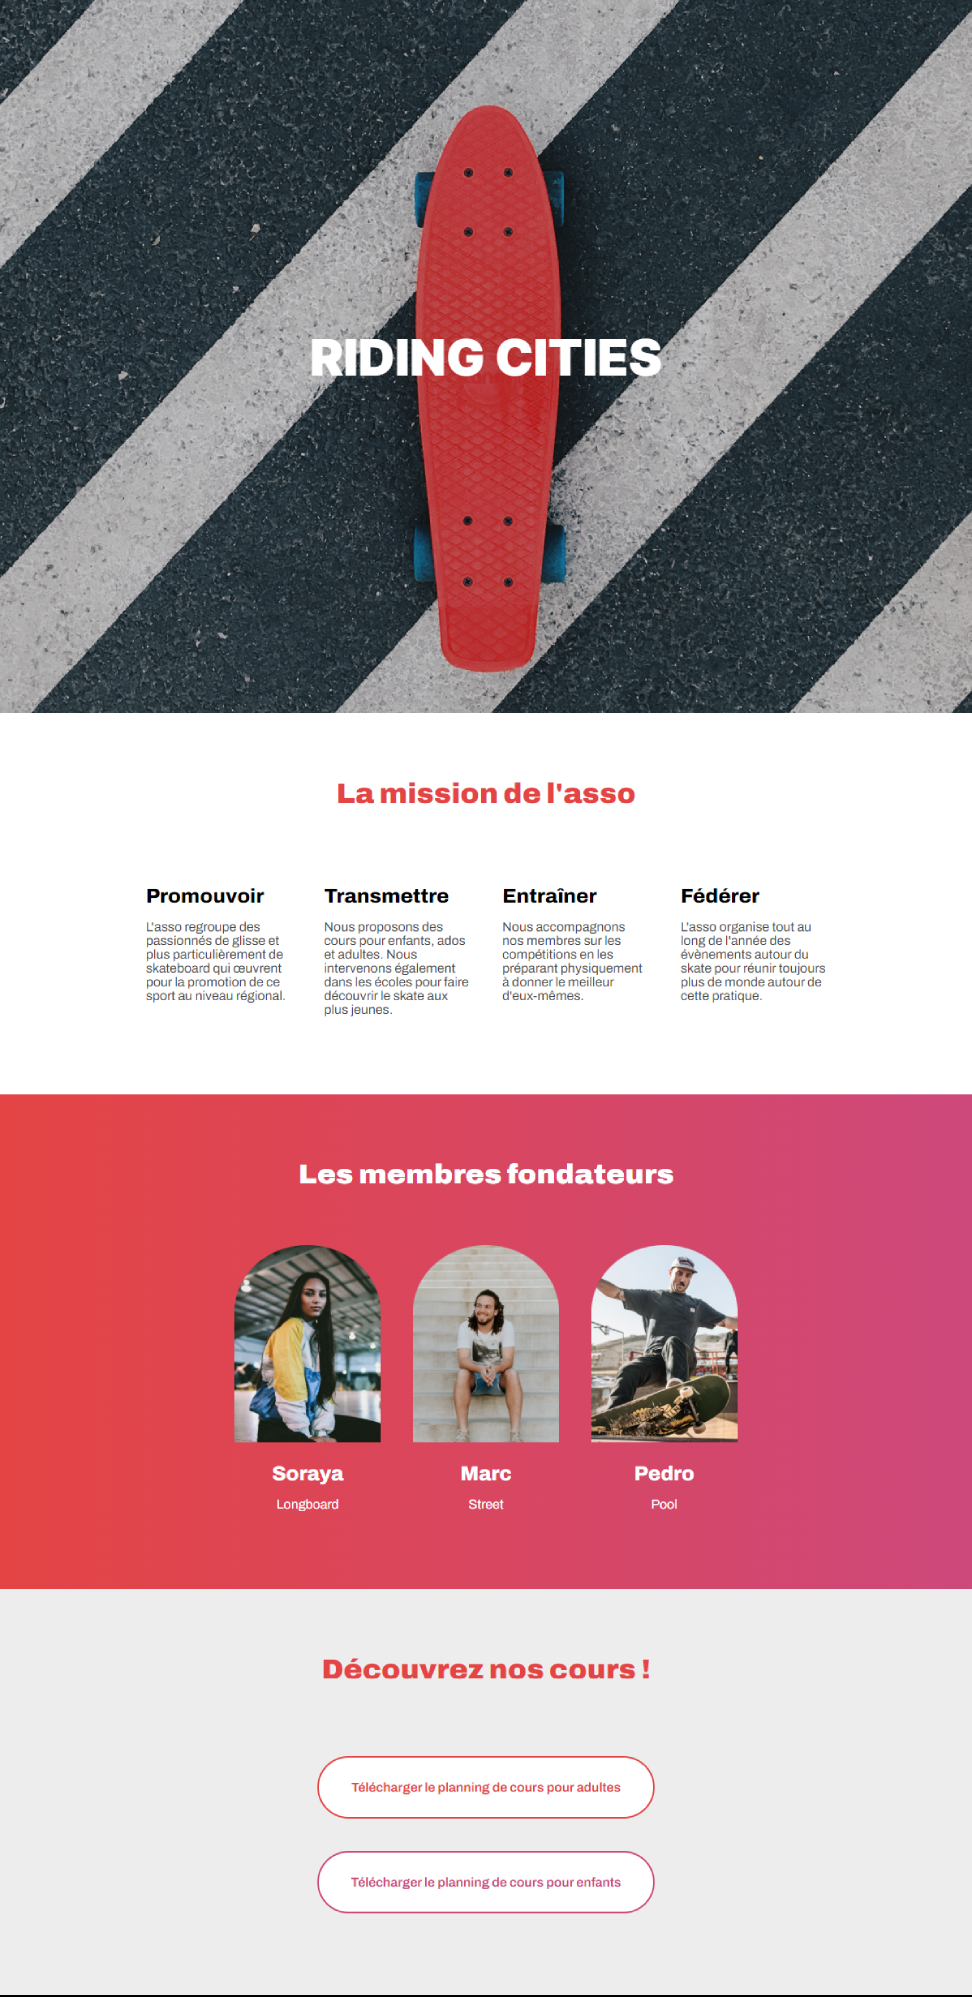 RIDING CITIES
La mission de l'asso
Promouvoir
L'asso regroupe des
passionnés de glisse et
plus particulièrement de
skateboard qui œuvrent
pour la promotion de ce
sport au niveau régional.
Transmettre
Nous proposons des
cours pour enfants, ados
et adultes. Nous
intervenons également
dans les écoles pour faire
découvrir le skate aux
plus jeunes.
Entraîner
Nous accompagnons
nos membres sur les
compétitions en les
préparant physiquement
à donner le meilleur
d'eux-mêmes.
Fédérer
L'asso organise tout au
long de l'année des
évènements autour du
skate pour réunir toujours
plus de monde autour de
cette pratique.
Les membres fondateurs
Soraya
Longboard
Marc
Street
Pedro
Pool
Découvrez nos cours !
Télécharger le planning de cours pour adultes
Télécharger le planning de cours pour enfants